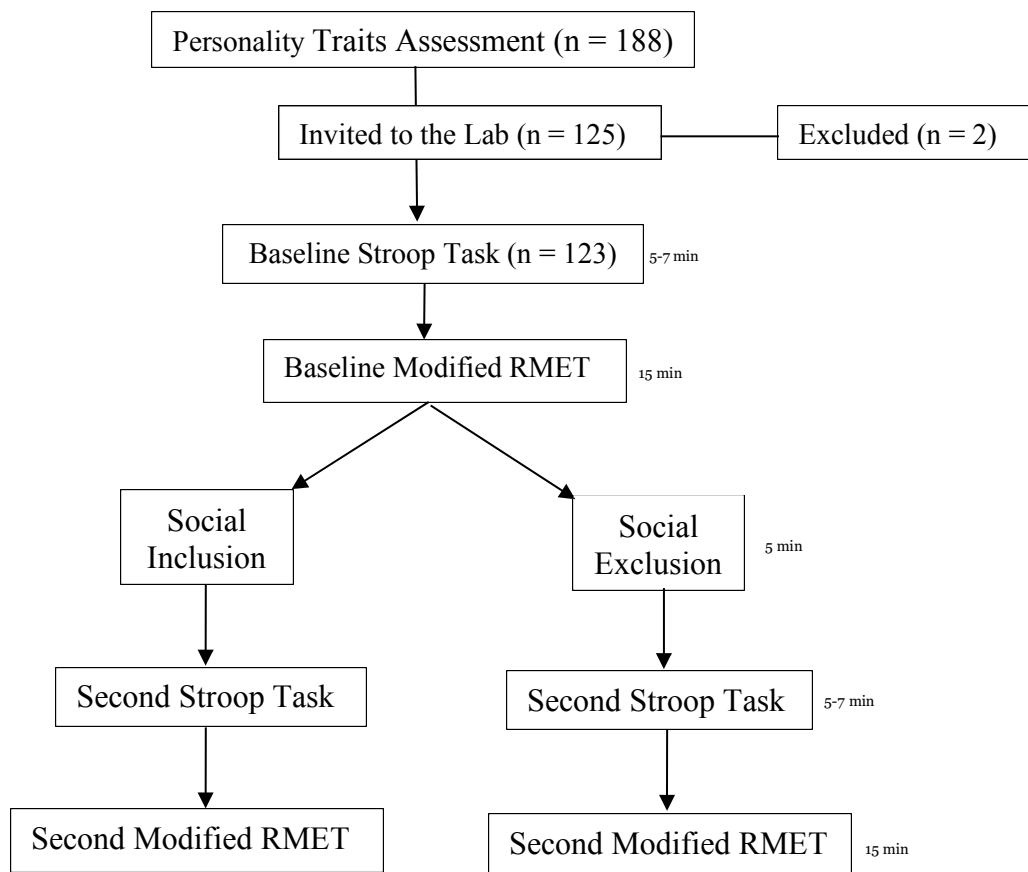 Personality Traits Assessment (n = 188)
Invited to the Lab (n = 125)
Excluded (n = 2)
Baseline Stroop Task (n = 123)
5-7 min
Baseline Modified RMET
15 min
Social
Inclusion
Social
Exclusion
5 min
Second Stroop Task
Second Stroop Task
5-7 min
Second Modified RMET
Second Modified RMET
15 min